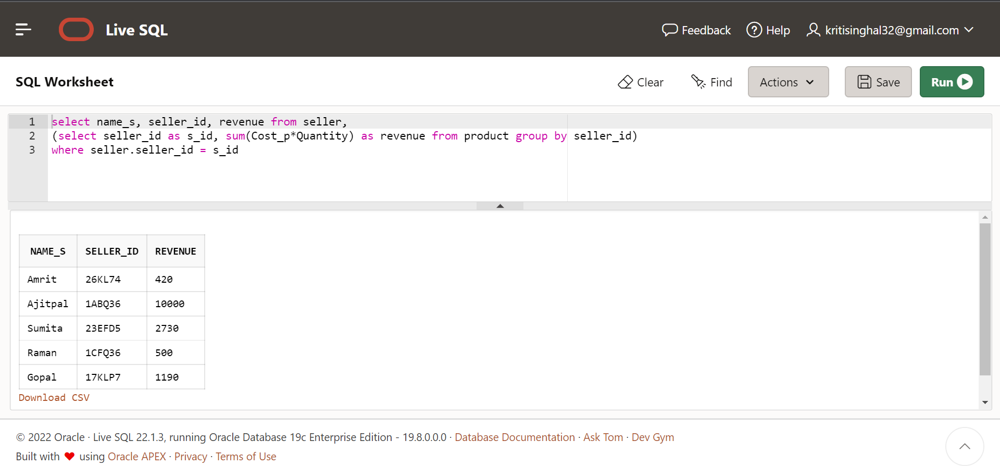 Live SQL
Feedback
Help
kritisinghal32@gmail.com
SQL Worksheet
Clear
Find
Actions
Save
Run
1 select name_s, seller_id, revenue from seller,
2 (select seller_id as s_id, sum(Cost_p*Quantity) as revenue from product group by seller_id)
3 where seller.seller_id = s_id
NAME_S SELLER_ID REVENUE
Amrit 26KL74 420
Ajitpal 1ABQ36 10000
Sumita 23EFD5 2730
Raman 1CFQ36 500
Gopal 17KLP7 1190
Download CSV
© 2022 Oracle · Live SQL 22.1.3, running Oracle Database 19c Enterprise Edition - 19.8.0.0.0 · Database Documentation · Ask Tom · Dev Gym
Built with ♥ using Oracle APEX · Privacy · Terms of Use